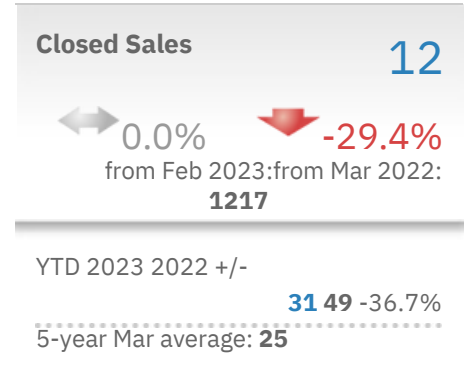 Closed Sales
12
0.0% -29.4%
from Feb 2023:from Mar 2022:
1217
YTD 2023 2022 +/-
31 49 -36.7%
5-year Mar average: 25